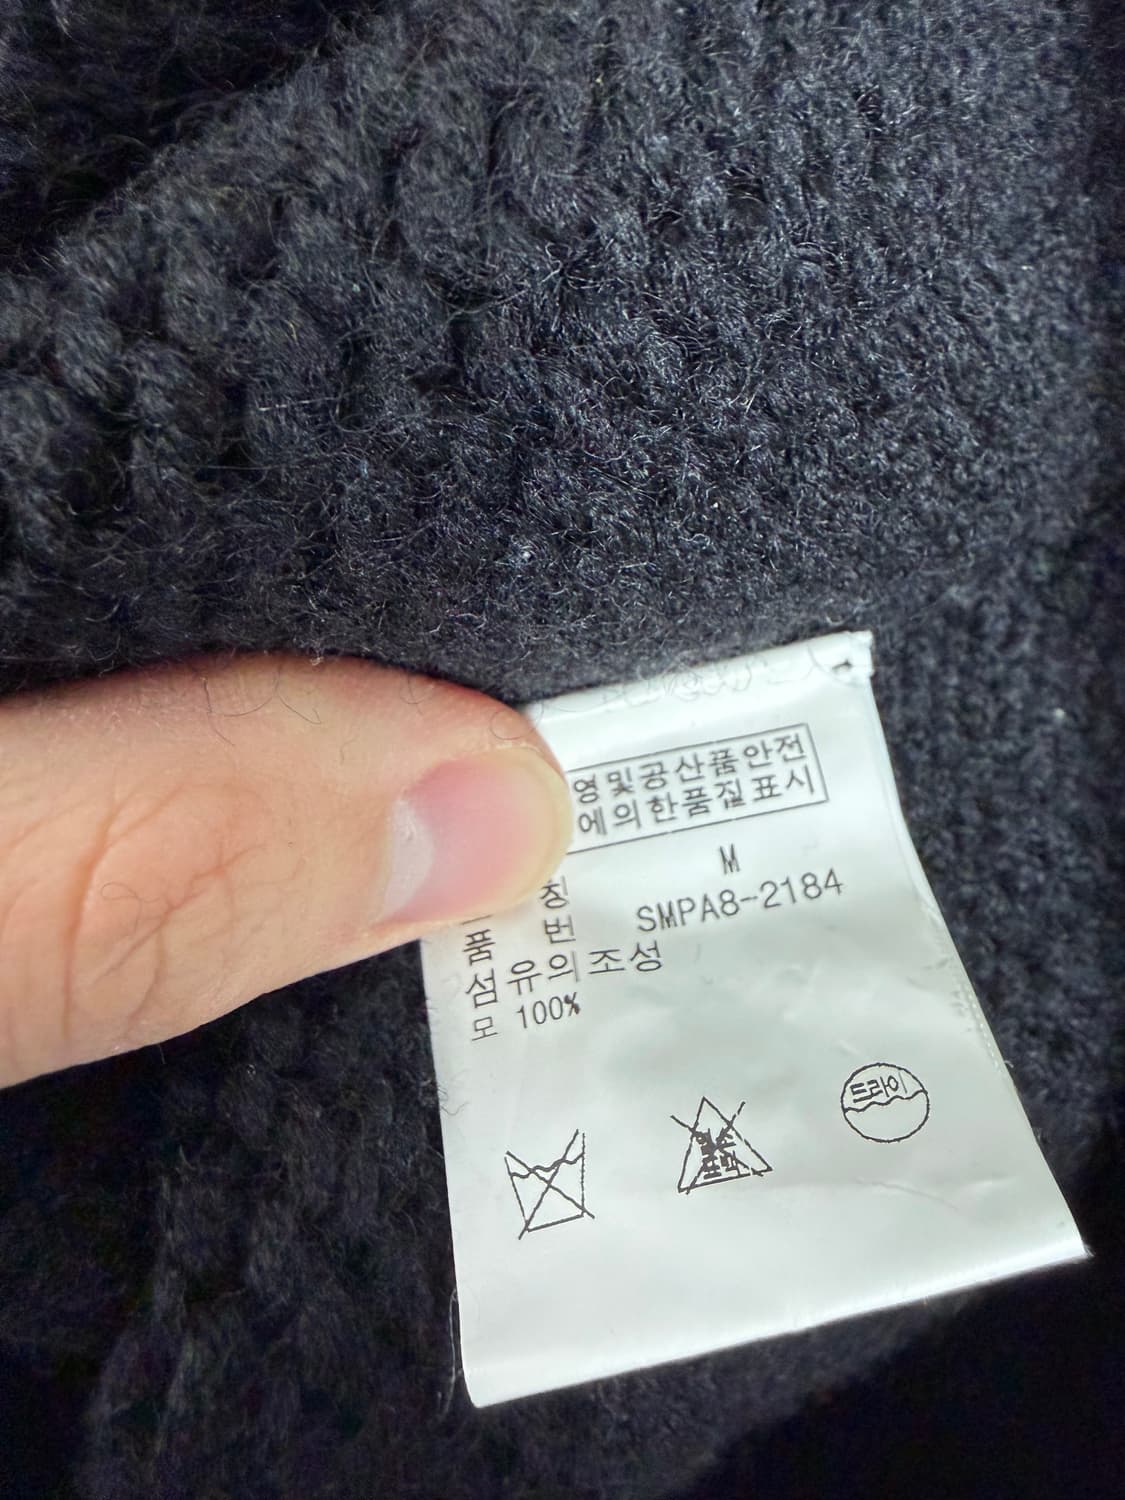 영및공산품안전
에의한품질표시
칭 M
품 번 SMPA8-2184
섬유의조성
모 100%
드라이